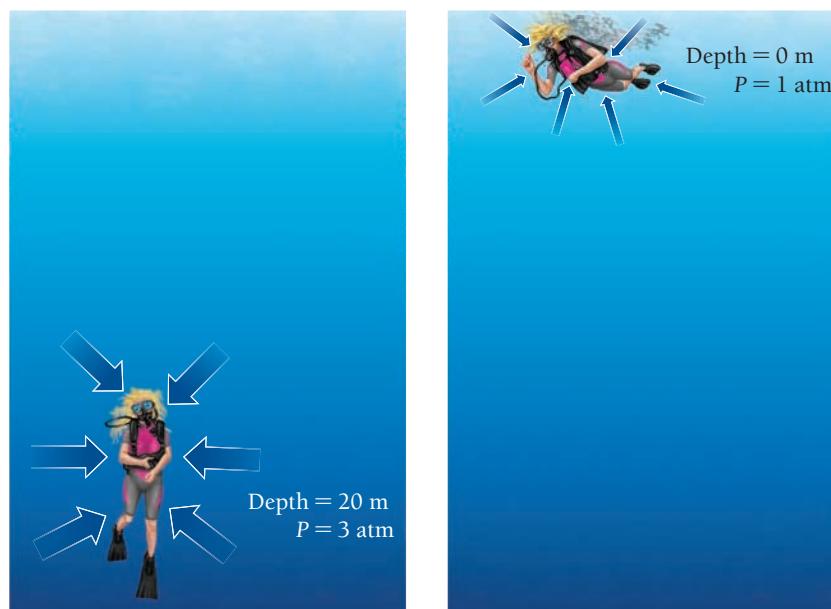 Depth = 20 m
P = 3 atm
Depth = 0 m
P = 1 atm